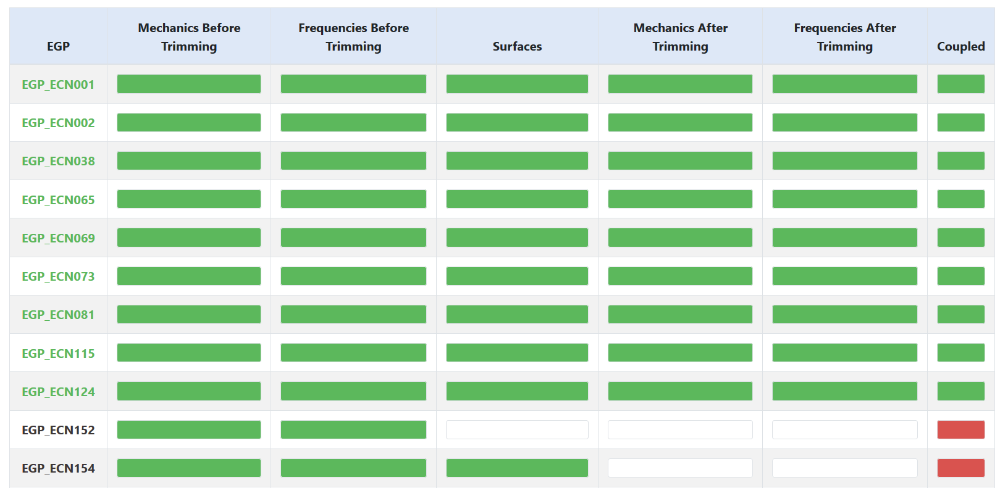 EGP
Mechanics Before
Trimming
Frequencies Before
Trimming
Surfaces
Mechanics After
Trimming
Frequencies After
Trimming
Coupled
EGP_ECN001
EGP_ECN002
EGP_ECN038
EGP_ECN065
EGP_ECN069
EGP_ECN073
EGP_ECN081
EGP_ECN115
EGP_ECN124
EGP_ECN152
EGP_ECN154